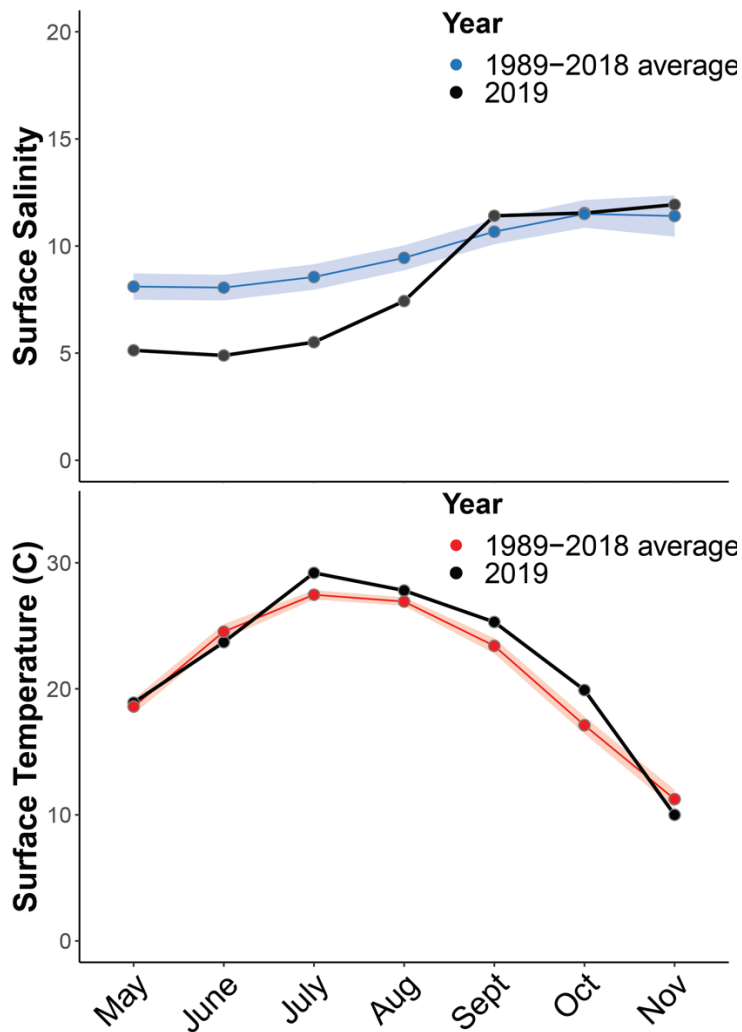 Year
1989−2018 average
2019
Surface Salinity
20
15
10
5
0
Year
1989−2018 average
2019
Surface Temperature (C)
30
20
10
0
May
June
July
Aug
Sept
Oct
Nov